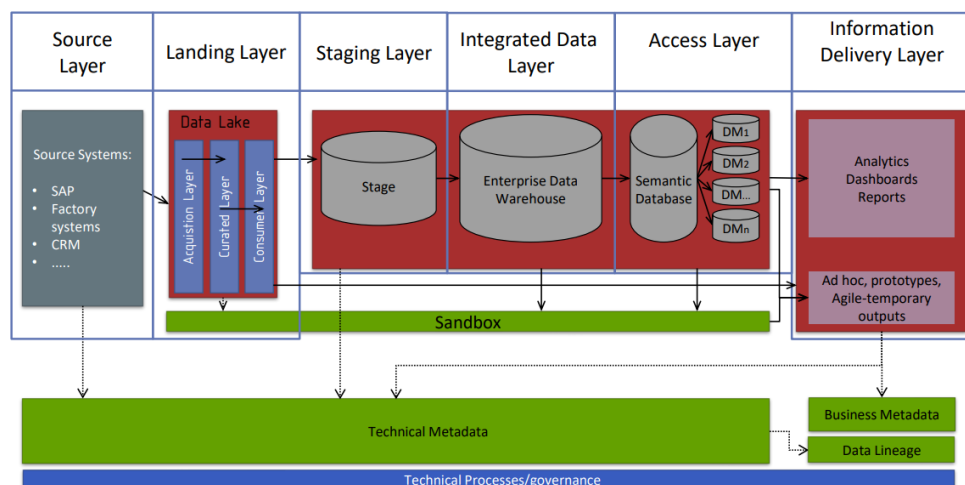 Source
Layer
Landing Layer
Staging Layer
Integrated Data
Layer
Access Layer
Information
Delivery Layer
Source Systems:
• SAP
• Factory
systems
• CRM
• .....
Data Lake
Acquistion Layer
Curated Layer
Consumer Layer
Stage
Enterprise Data
Warehouse
Semantic
Database
DM1
DM2
DM...
DMn
Analytics
Dashboards
Reports
Ad hoc, prototypes,
Agile-temporary
outputs
Sandbox
Technical Metadata
Business Metadata
Data Lineage
Technical Processes/governance